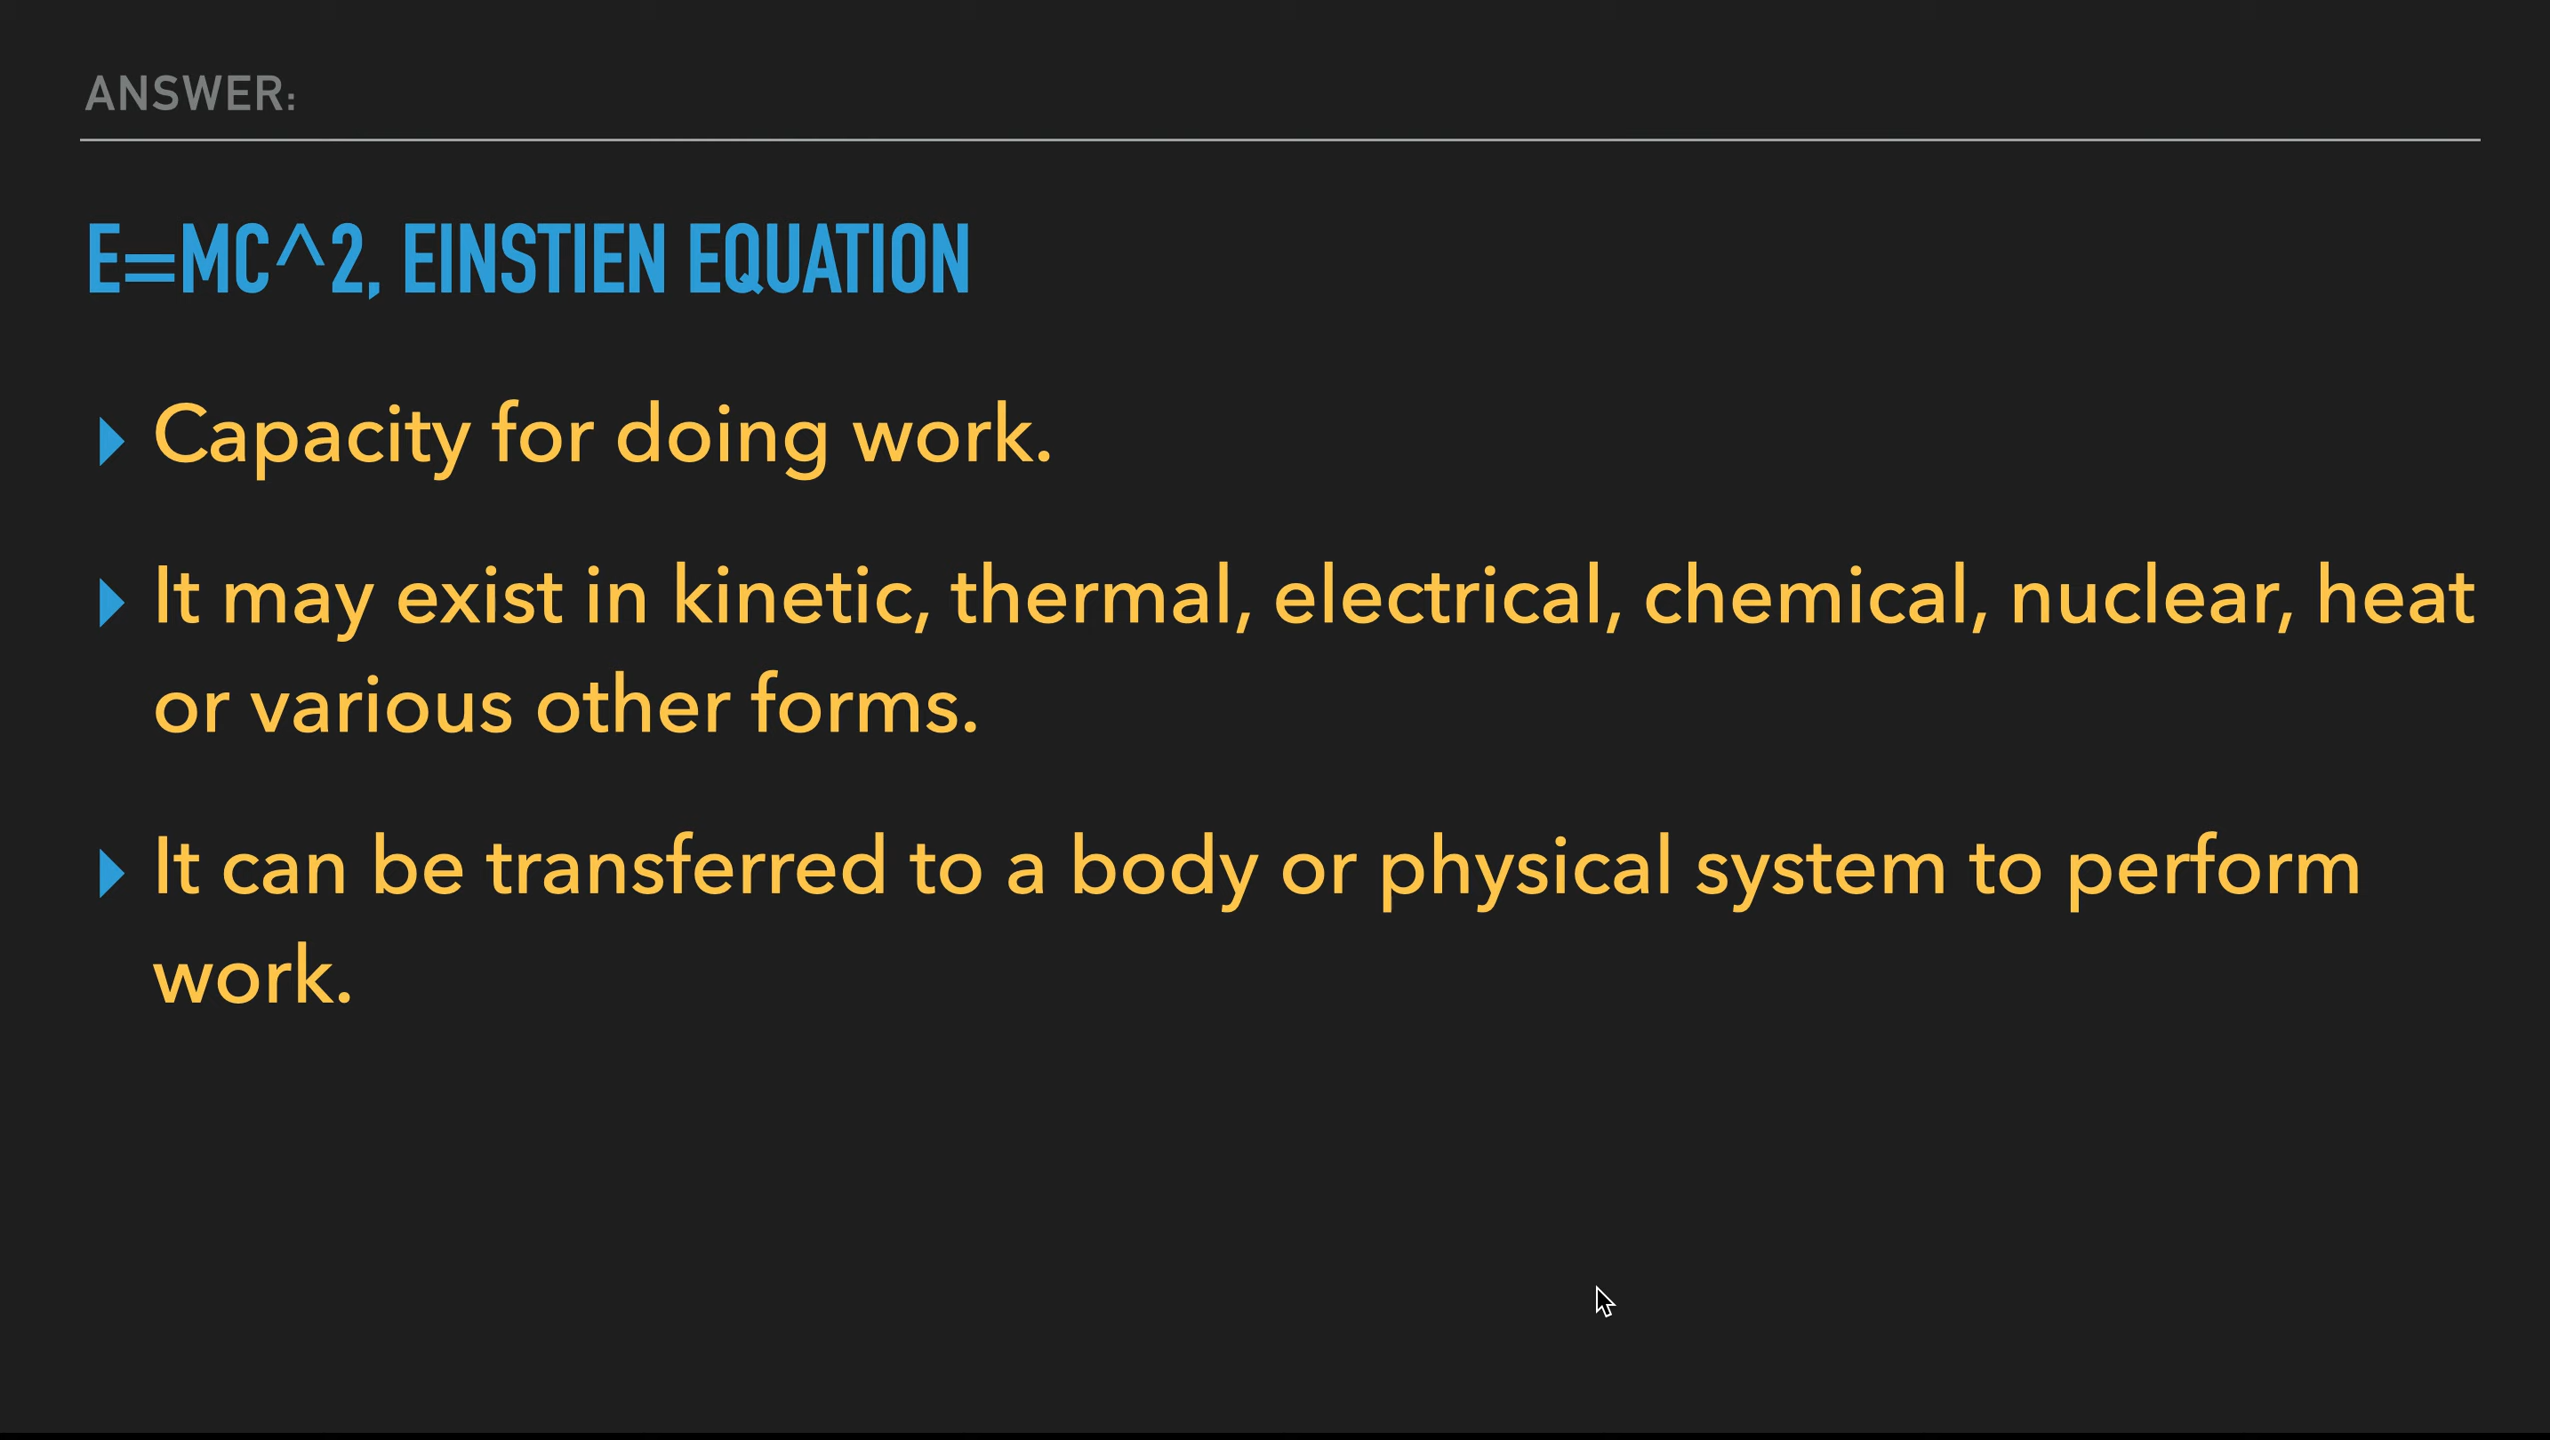 ANSWER:
E=MC^2, EINSTIEN EQUATION
Capacity for doing work.
It may exist in kinetic, thermal, electrical, chemical, nuclear, heat
or various other forms.
It can be transferred to a body or physical system to perform
work.